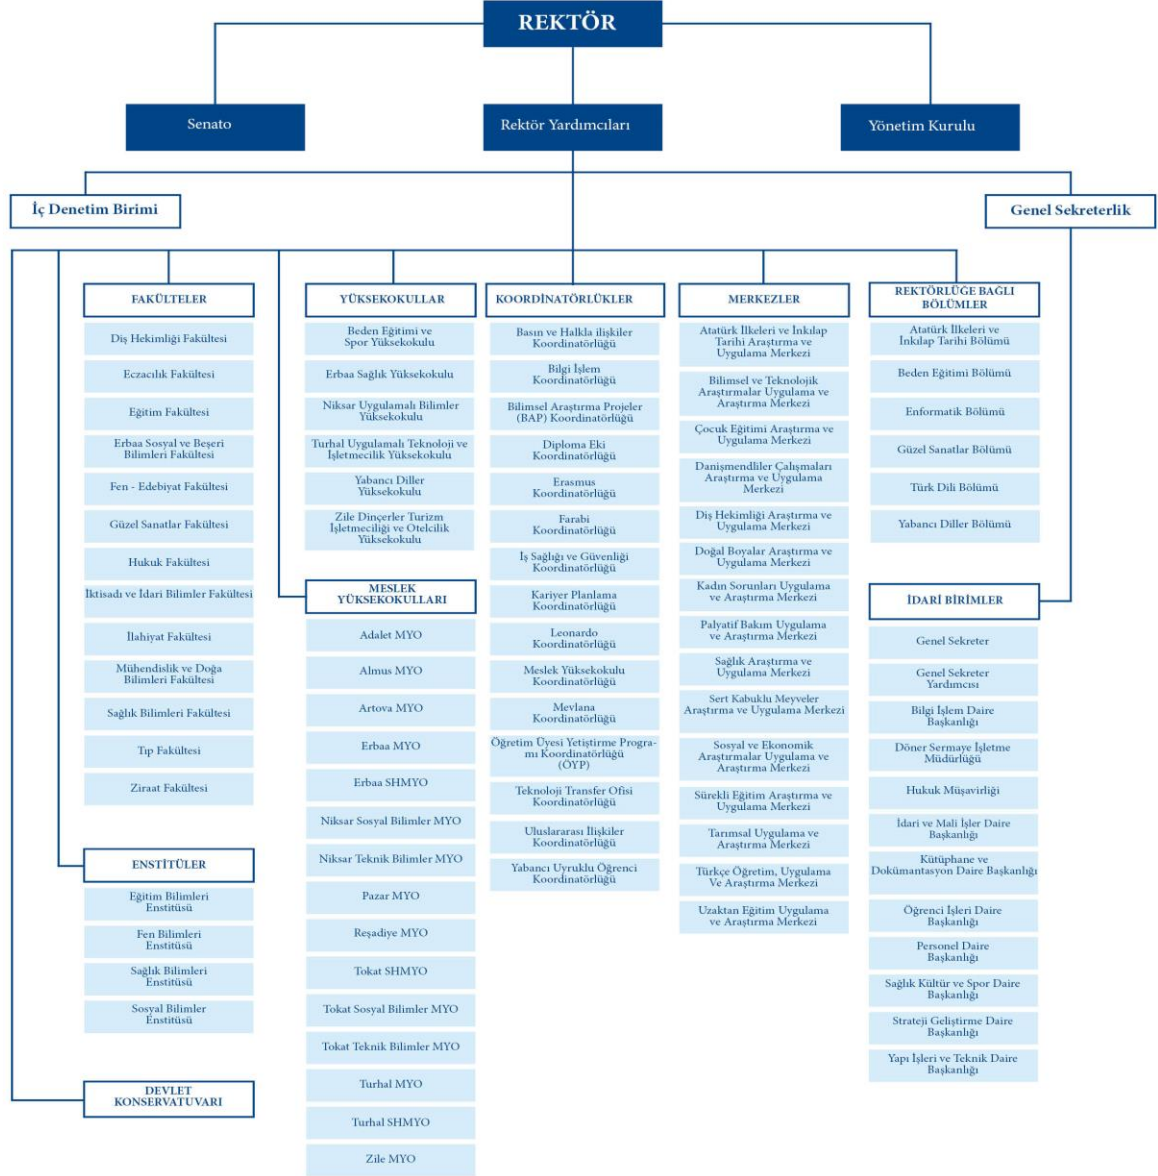 REKTÖR
Senato
Rektör Yardımcıları
Yönetim Kurulu
İç Denetim Birimi
Genel Sekreterlik
FAKÜLTELER
Diş Hekimliği Fakültesi
Eczacılık Fakültesi
Eğitim Fakültesi
Erbaa Sosyal ve Beşeri
Bilimleri Fakültesi
Fen - Edebiyat Fakültesi
Güzel Sanatlar Fakültesi
Hukuk Fakültesi
İktisadı ve İdari Bilimler Fakültesi
İlahiyat Fakültesi
Mühendislik ve Doğa
Bilimleri Fakültesi
Sağlık Bilimleri Fakültesi
Tıp Fakültesi
Ziraat Fakültesi
ENSTİTÜLER
Eğitim Bilimleri
Enstitüsü
Fen Bilimleri
Enstitüsü
Sağlık Bilimleri
Enstitüsü
Sosyal Bilimler
Enstitüsü
DEVLET
KONSERVATUVARI
YÜKSEKOKULLAR
Beden Eğitimi ve
Spor Yüksekokulu
Erbaa Sağlık Yüksekokulu
Niksar Uygulamalı Bilimler
Yüksekokulu
Turhal Uygulamalı Teknoloji ve
İşletmecilik Yüksekokulu
Yabancı Diller
Yüksekokulu
Zile Dinçerler Turizm
İşletmeciliği ve Otelcilik
Yüksekokulu
MESLEK
YÜKSEKOKULLARI
Adalet MYO
Almus MYO
Artova MYO
Erbaa MYO
Erbaa SHMYO
Niksar Sosyal Bilimler MYO
Niksar Teknik Bilimler MYO
Pazar MYO
Reşadiye MYO
Tokat SHMYO
Tokat Sosyal Bilimler MYO
Tokat Teknik Bilimler MYO
Turhal MYO
Turhal SHMYO
Zile MYO
KOORDİNATÖRLÜKLER
Basın ve Halkla ilişkiler
Koordinatörlüğü
Bilgi İşlem
Koordinatörlüğü
Bilimsel Araştırma Projeler
(BAP) Koordinatörlüğü
Diploma Eki
Koordinatörlüğü
Erasmus
Koordinatörlüğü
Farabi
Koordinatörlüğü
İş Sağlığı ve Güvenliği
Koordinatörlüğü
Kariyer Planlama
Koordinatörlüğü
Leonardo
Koordinatörlüğü
Meslek Yüksekokulu
Koordinatörlüğü
Mevlana
Koordinatörlüğü
Öğretim Üyesi Yetiştirme Progra-
mı Koordinatörlüğü
(ÖYP)
Teknoloji Transfer Ofisi
Koordinatörlüğü
Uluslararası İlişkiler
Koordinatörlüğü
Yabancı Uyruklu Öğrenci
Koordinatörlüğü
MERKEZLER
Atatürk İlkeleri ve İnkılap
Tarihi Araştırma ve
Uygulama Merkezi
Bilimsel ve Teknolojik
Araştırmalar Uygulama ve
Araştırma Merkezi
Çocuk Eğitimi Araştırma ve
Uygulama Merkezi
Danişmendliler Çalışmaları
Araştırma ve Uygulama
Merkezi
Diş Hekimliği Araştırma ve
Uygulama Merkezi
Doğal Boyalar Araştırma ve
Uygulama Merkezi
Kadın Sorunları Uygulama
ve Araştırma Merkezi
Palyatif Bakım Uygulama
ve Araştırma Merkezi
Sağlık Araştırma ve
Uygulama Merkezi
Sert Kabuklu Meyveler
Araştırma ve Uygulama Merkezi
Sosyal ve Ekonomik
Araştırmalar Uygulama ve
Araştırma Merkezi
Sürekli Eğitim Araştırma ve
Uygulama Merkezi
Tarımsal Uygulama ve
Araştırma Merkezi
Türkçe Öğretim, Uygulama
Ve Araştırma Merkezi
Uzaktan Eğitim Uygulama
ve Araştırma Merkezi
REKTÖRLÜĞE BAĞLI
BÖLÜMLER
Atatürk İlkeleri ve
İnkılap Tarihi Bölümü
Beden Eğitimi Bölümü
Enformatik Bölümü
Güzel Sanatlar Bölümü
Türk Dili Bölümü
Yabancı Diller Bölümü
İDARİ BİRİMLER
Genel Sekreter
Genel Sekreter
Yardımcısı
Bilgi İşlem Daire
Başkanlığı
Döner Sermaye İşletme
Müdürlüğü
Hukuk Müşavirliği
İdari ve Mali İşler Daire
Başkanlığı
Kütüphane ve
Dokümantasyon Daire Başkanlığı
Öğrenci İşleri Daire
Başkanlığı
Personel Daire
Başkanlığı
Sağlık Kültür ve Spor Daire
Başkanlığı
Strateji Geliştirme Daire
Başkanlığı
Yapı İşleri ve Teknik Daire
Başkanlığı